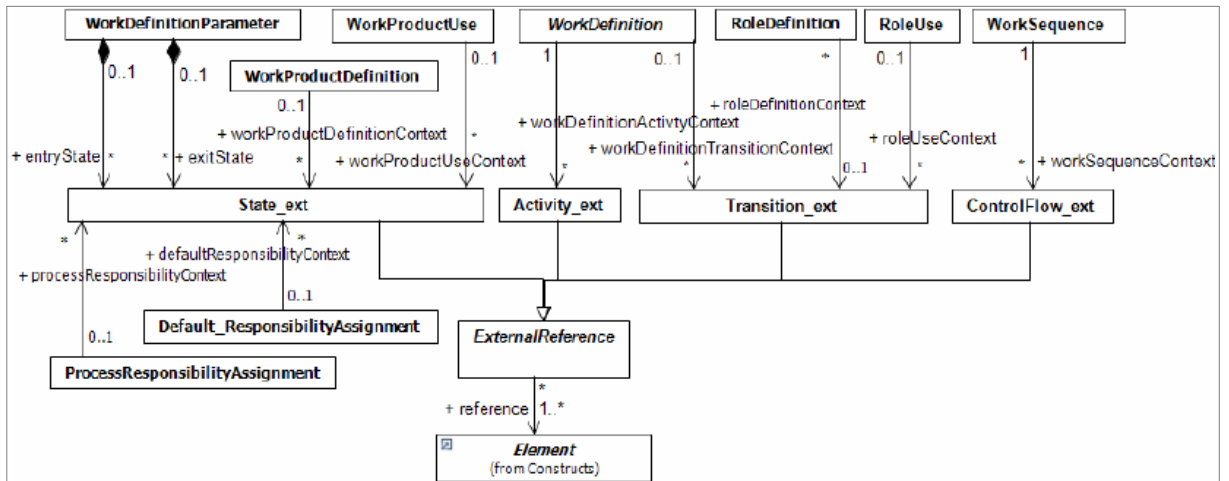 WorkDefinitionParameter
WorkProductUse
WorkDefinition
RoleDefinition
RoleUse
WorkSequence
0..1
0..1
0..1
1
0..1
*
0..1
1
WorkProductDefinition
0..1
+ roleDefinitionContext
+ workProductDefinitionContext
*
+ workDefinitionActivtyContext
+ roleUseContext
+ entryState
*
*
+ exitState
*
+ workProductUseContext
+ workDefinitionTransitionContext
*
*
0..1
*
*
+ workSequenceContext
State_ext
Activity_ext
Transition_ext
ControlFlow_ext
*
*
+ defaultResponsibilityContext
+ processResponsibilityContext
0..1
Default_ResponsibilityAssignment
0..1
ProcessResponsibilityAssignment
ExternalReference
*
+ reference
1..*
Element
(from Constructs)